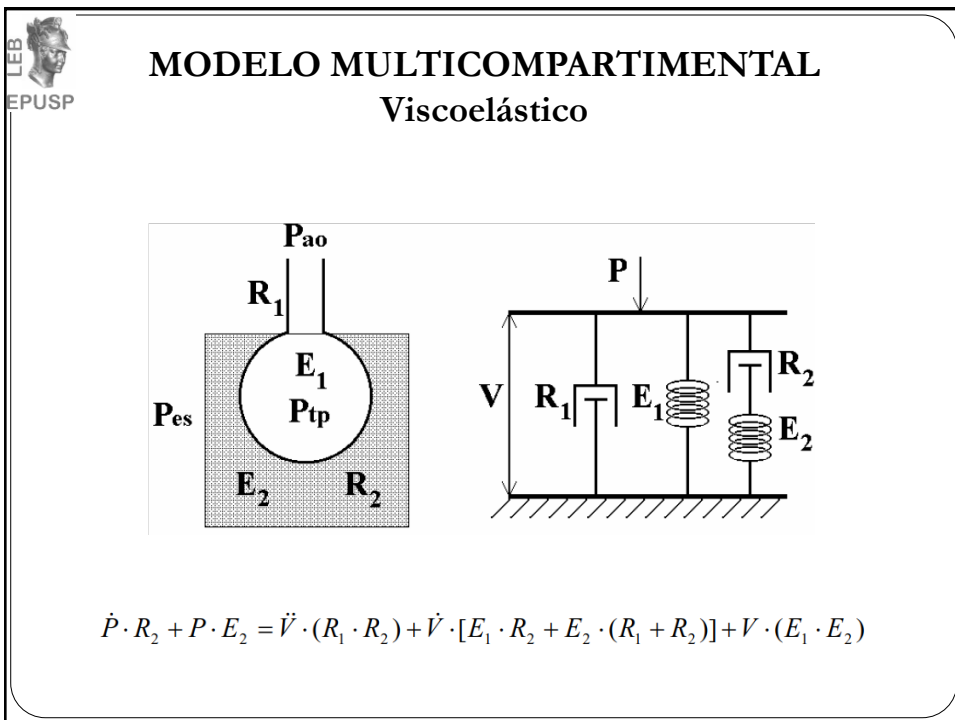 LEB
EPUSP
MODELO MULTICOMPARTIMENTAL
Viscoelástico
Pao
R₁
E₁
Ptp
Pes
E₂ R₂
P
V
R₁ E₁
R₂
E₂
Ṗ · R₂ + P · E₂ = V̈ · (R₁ · R₂) + V̇ · [E₁ · R₂ + E₂ · (R₁ + R₂)] + V · (E₁ · E₂)